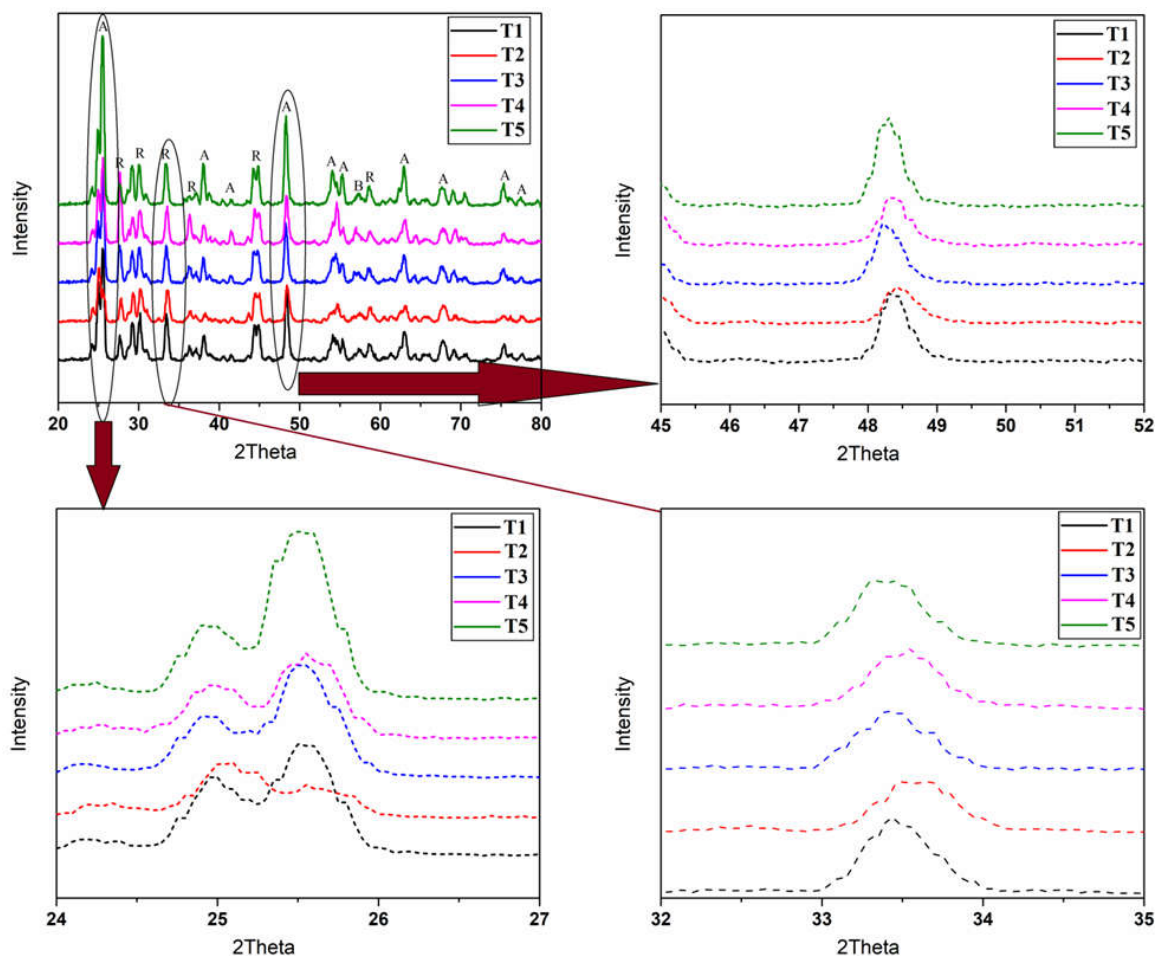 T1
T2
T3
T4
T5
A
R
R
R
R
A
A
R
A
A
A
B
R
A
A
A
A
Intensity
20 30 40 50 60 70 80
2Theta
T1
T2
T3
T4
T5
Intensity
45 46 47 48 49 50 51 52
2Theta
T1
T2
T3
T4
T5
Intensity
24 25 26 27
2Theta
T1
T2
T3
T4
T5
Intensity
32 33 34 35
2Theta